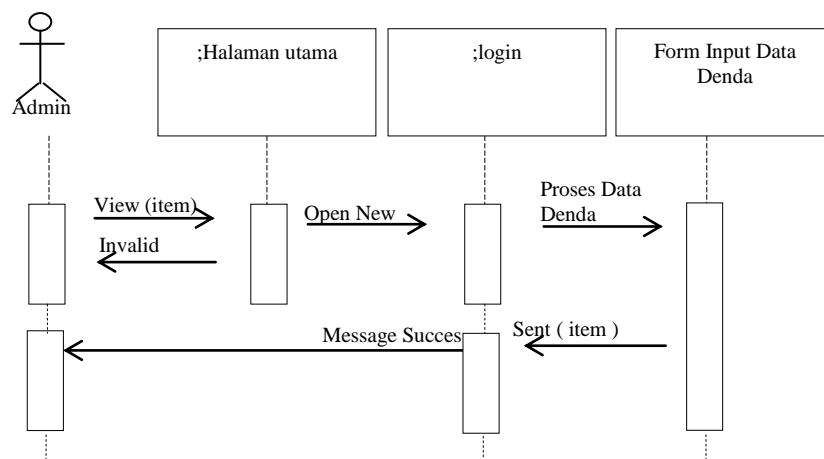 ;Halaman utama
;login
Form Input Data
Denda
Admin
View (item)
Open New
Proses Data
Denda
Invalid
Message Succes
Sent ( item )